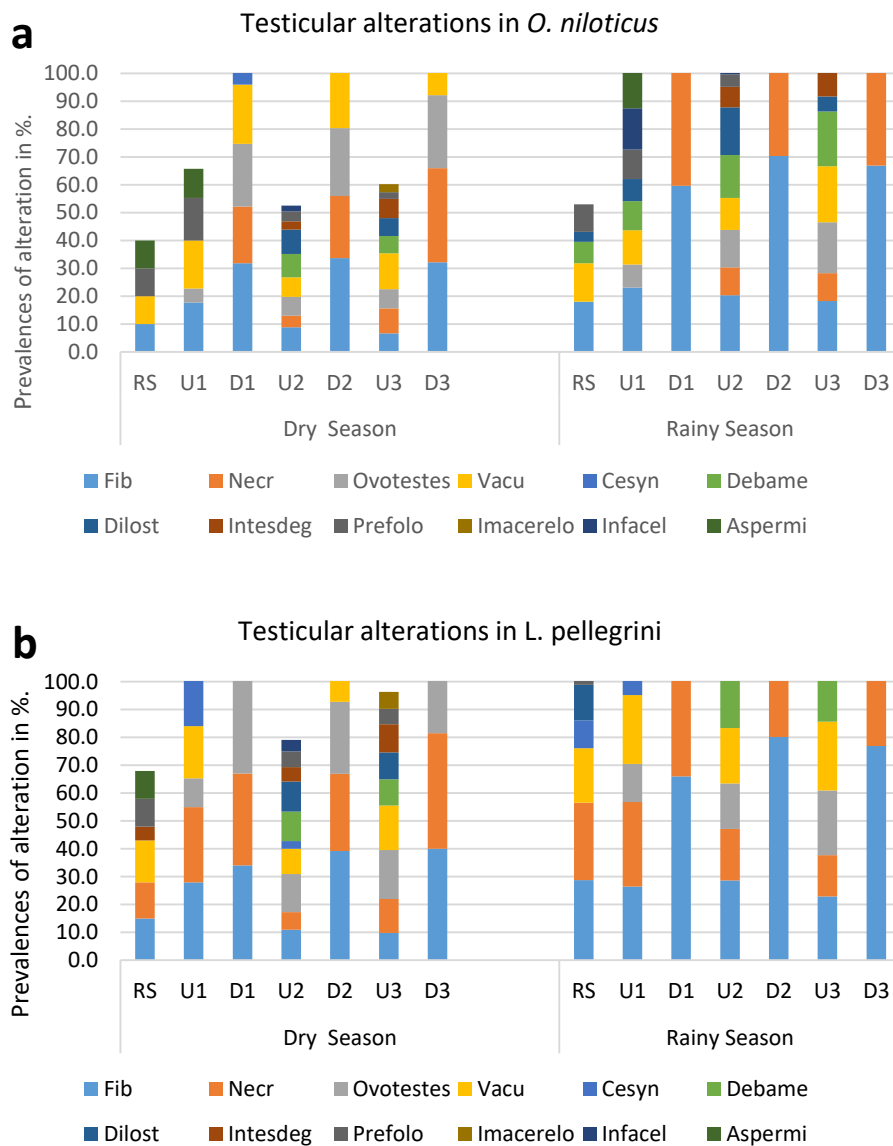 a
Testicular alterations in O. niloticus
Prevalences of alteration in %.
100.0
90.0
80.0
70.0
60.0
50.0
40.0
30.0
20.0
10.0
0.0
RS U1 D1 U2 D2 U3 D3 RS U1 D1 U2 D2 U3 D3
Dry Season Rainy Season
Fib Necr Ovotestes Vacu Cesyn Debame
Dilost Intesdeg Prefolo Imacerelo Infacel Aspermi
b
Testicular alterations in L. pellegrini
Prevalences of alteration in %.
100.0
90.0
80.0
70.0
60.0
50.0
40.0
30.0
20.0
10.0
0.0
RS U1 D1 U2 D2 U3 D3 RS U1 D1 U2 D2 U3 D3
Dry Season Rainy Season
Fib Necr Ovotestes Vacu Cesyn Debame
Dilost Intesdeg Prefolo Imacerelo Infacel Aspermi